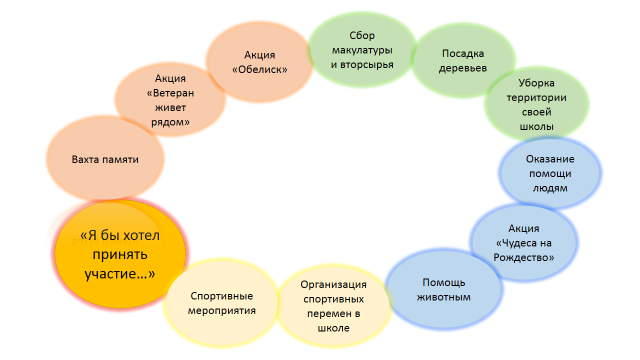 «Я бы хотел
принять
участие…»
Вахта памяти
Акция
«Ветеран
живет
рядом»
Акция
«Обелиск»
Сбор
макулатуры
и вторсырья
Посадка
деревьев
Уборка
территории
своей
школы
Оказание
помощи
людям
Акция
«Чудеса на
Рождество»
Помощь
животным
Организация
спортивных
перемен в
школе
Спортивные
мероприятия